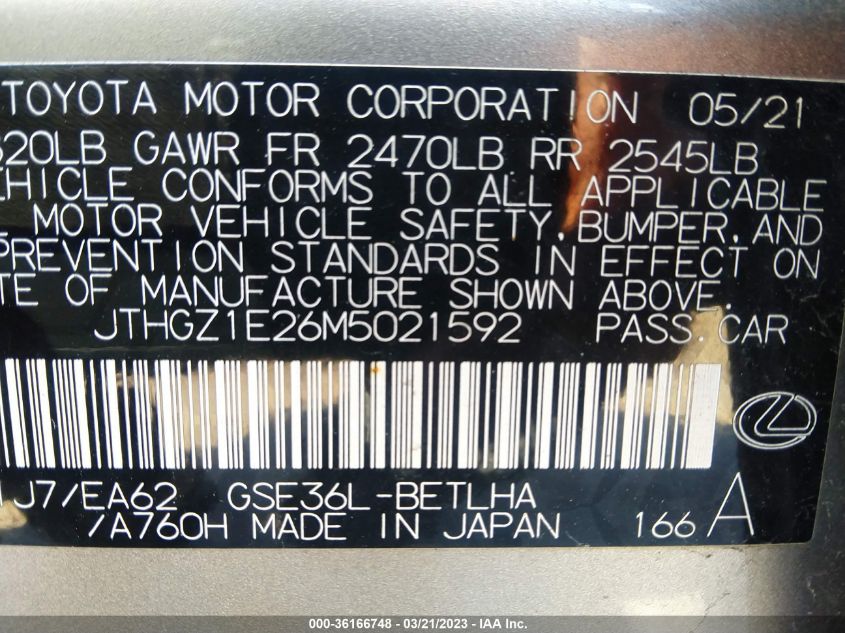 TOYOTA MOTOR CORPORATION 05/21
620LB GAWR FR 2470LB RR 2545LB
EHICLE CONFORMS TO ALL APPLICABLE
L MOTOR VEHICLE SAFETY, BUMPER, AND
PREVENTION STANDARDS IN EFFECT ON
TE OF MANUFACTURE SHOWN ABOVE.
JTHGZ1E26M5021592 PASS.CAR
J7/EA62 GSE36L-BETLHA
/A760H MADE IN JAPAN 166 A
000-36166748 — 03/21/2023 — IAA Inc.